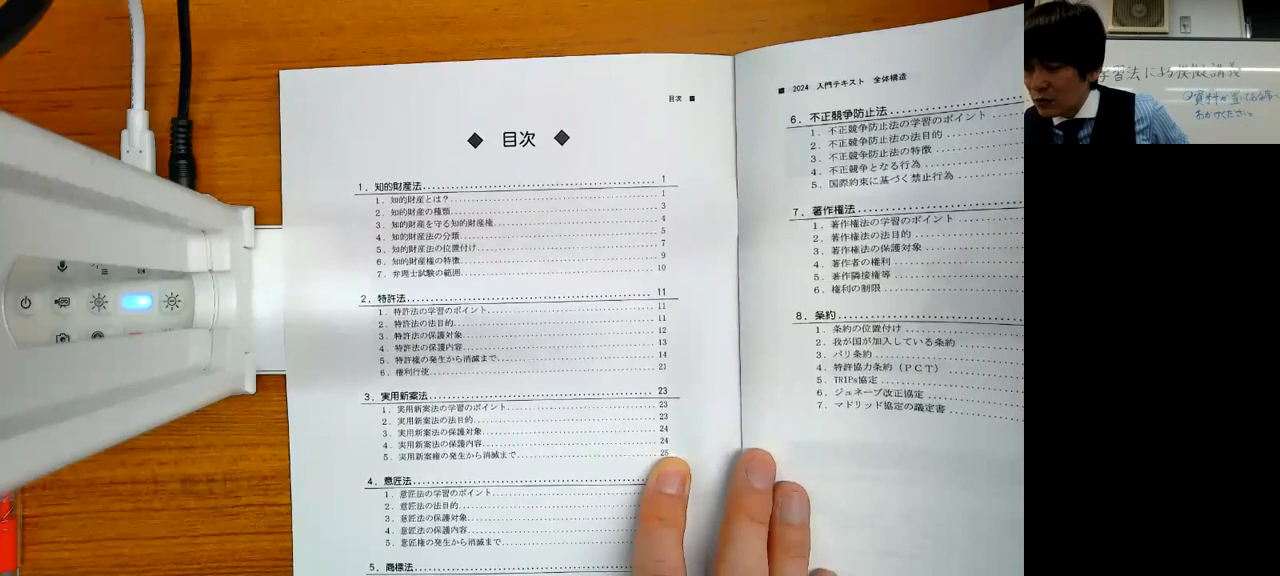 目次 ■
◆ 目次 ◆
1．知的財産法 1
1．知的財産とは？ 1
2．知的財産の種類 3
3．知的財産を守る知的財産権 4
4．知的財産法の分類 5
5．知的財産法の位置付け 7
6．知的財産権の特徴 9
7．弁理士試験の範囲 10
2．特許法 11
1．特許法の学習のポイント 11
2．特許法の法目的 11
3．特許法の保護対象 12
4．特許法の保護内容 13
5．特許権の発生から消滅まで 14
6．権利行使 21
3．実用新案法 23
1．実用新案法の学習のポイント 23
2．実用新案法の法目的 23
3．実用新案法の保護対象 24
4．実用新案法の保護内容 24
5．実用新案権の発生から消滅まで 25
4．意匠法
1．意匠法の学習のポイント
2．意匠法の法目的
3．意匠法の保護対象
4．意匠法の保護内容
5．意匠権の発生から消滅まで
5．商標法
■ 2024 入門テキスト 全体構造
6．不正競争防止法
1．不正競争防止法の学習のポイント
2．不正競争防止法の法目的
3．不正競争防止法の特徴
4．不正競争となる行為
5．国際約束に基づく禁止行為
7．著作権法
1．著作権法の学習のポイント
2．著作権法の法目的
3．著作権法の保護対象
4．著作者の権利
5．著作隣接権等
6．権利の制限
8．条約
1．条約の位置付け
2．我が国が加入している条約
3．パリ条約
4．特許協力条約（PCT）
5．TRIPs協定
6．ジュネーブ改正協定
7．マドリッド協定の議定書
学習法による模擬講義
おかけください